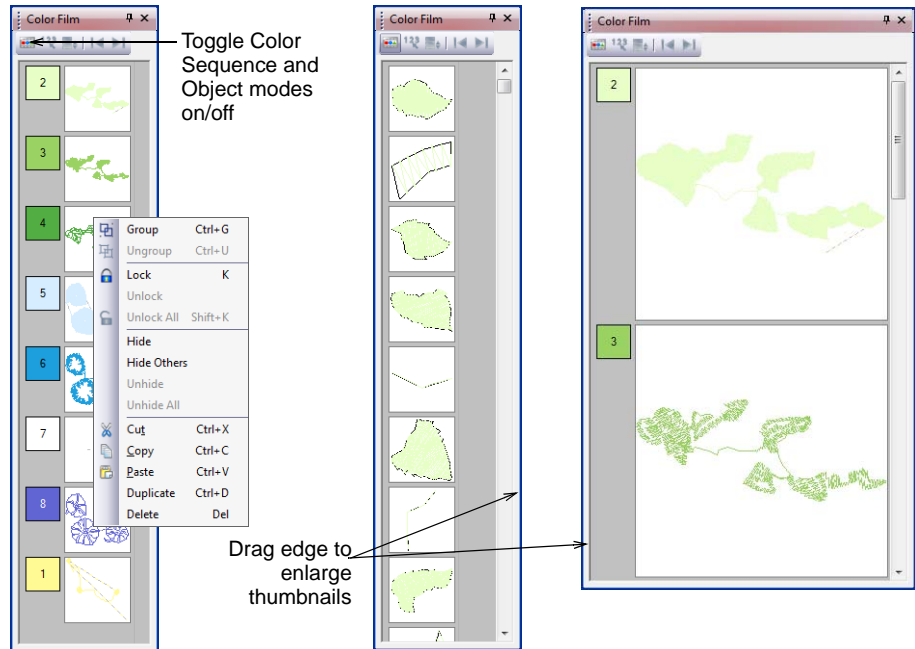 Color Film
Toggle Color
Sequence and
Object modes
on/off
2
3
4
5
6
7
8
1
Group Ctrl+G
Ungroup Ctrl+U
Lock K
Unlock
Unlock All Shift+K
Hide
Hide Others
Unhide
Unhide All
Cut Ctrl+X
Copy Ctrl+C
Paste Ctrl+V
Duplicate Ctrl+D
Delete Del
Color Film
123
Drag edge to
enlarge
thumbnails
Color Film
123
2
3